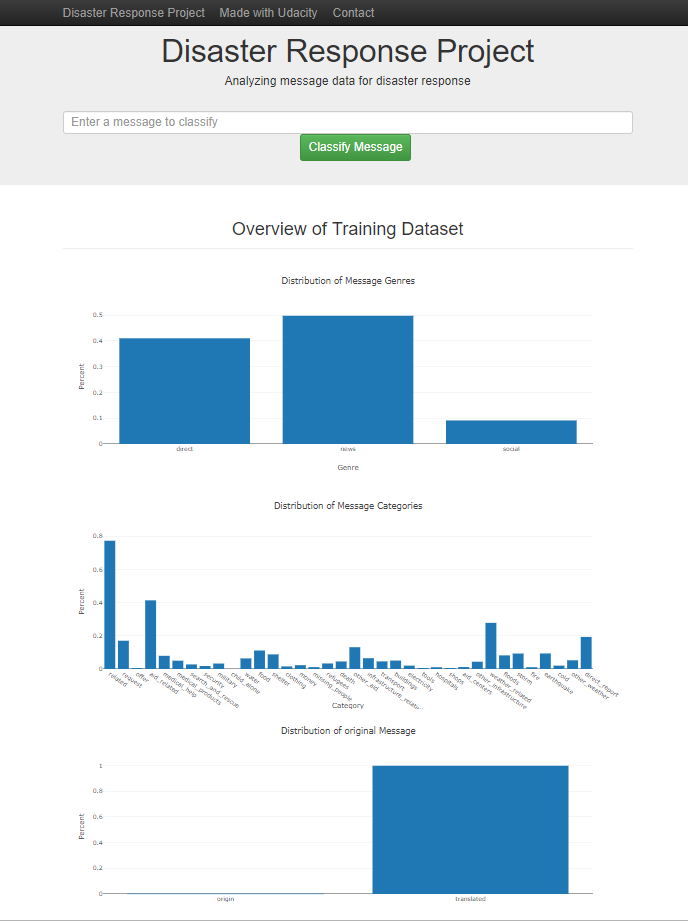 Disaster Response Project Made with Udacity Contact
Disaster Response Project
Analyzing message data for disaster response
Enter a message to classify
Classify Message
Overview of Training Dataset
Distribution of Message Genres
0.5
0.4
0.3
0.2
0.1
0
Percent
direct news social
Genre
Distribution of Message Categories
0.8
0.6
0.4
0.2
0
Percent
related request offer aid_related medical_help medical_products search_and_rescue security military child_alone water food shelter clothing money missing_people refugees death other_aid infrastructure_relat.. transport buildings electricity tools hospitals shops aid_centers other_infrastructure weather_related floods storm fire earthquake cold other_weather direct_report
Category
Distribution of original Message
1
0.8
0.6
0.4
0.2
0
Percent
origin translated